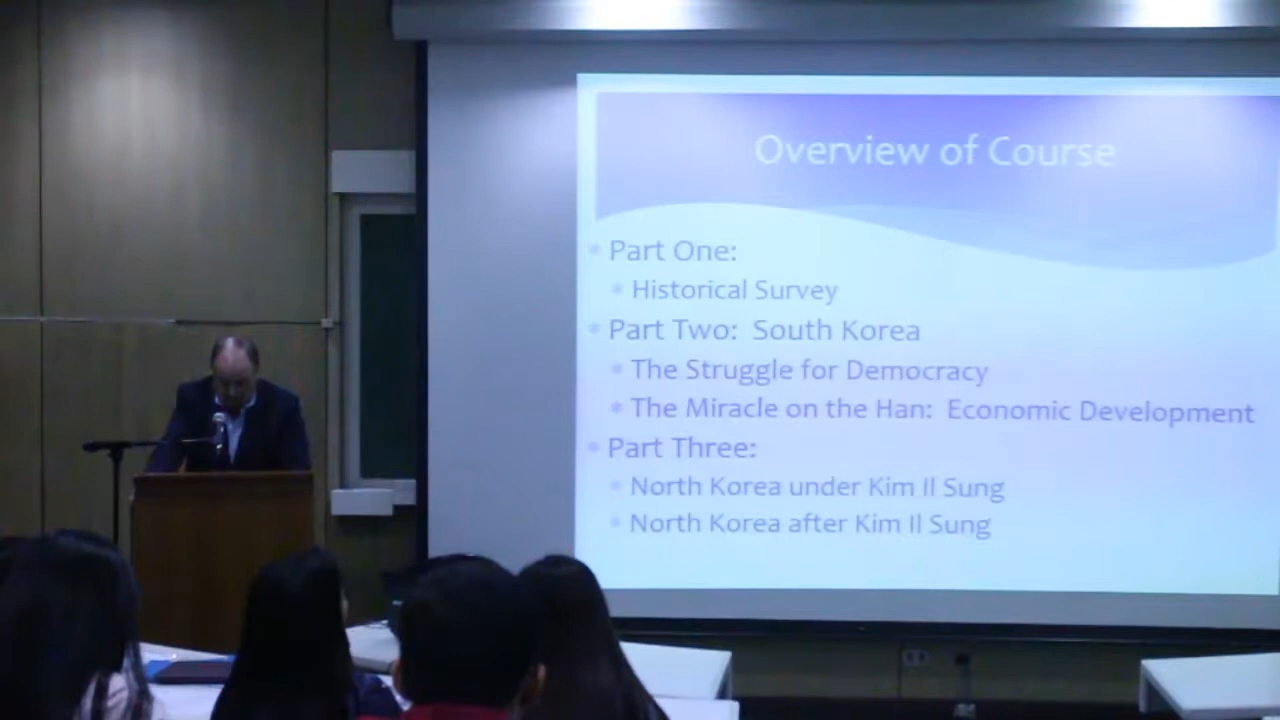 Overview of Course
Part One:
Historical Survey
Part Two: South Korea
The Struggle for Democracy
The Miracle on the Han: Economic Development
Part Three:
North Korea under Kim Il Sung
North Korea after Kim Il Sung